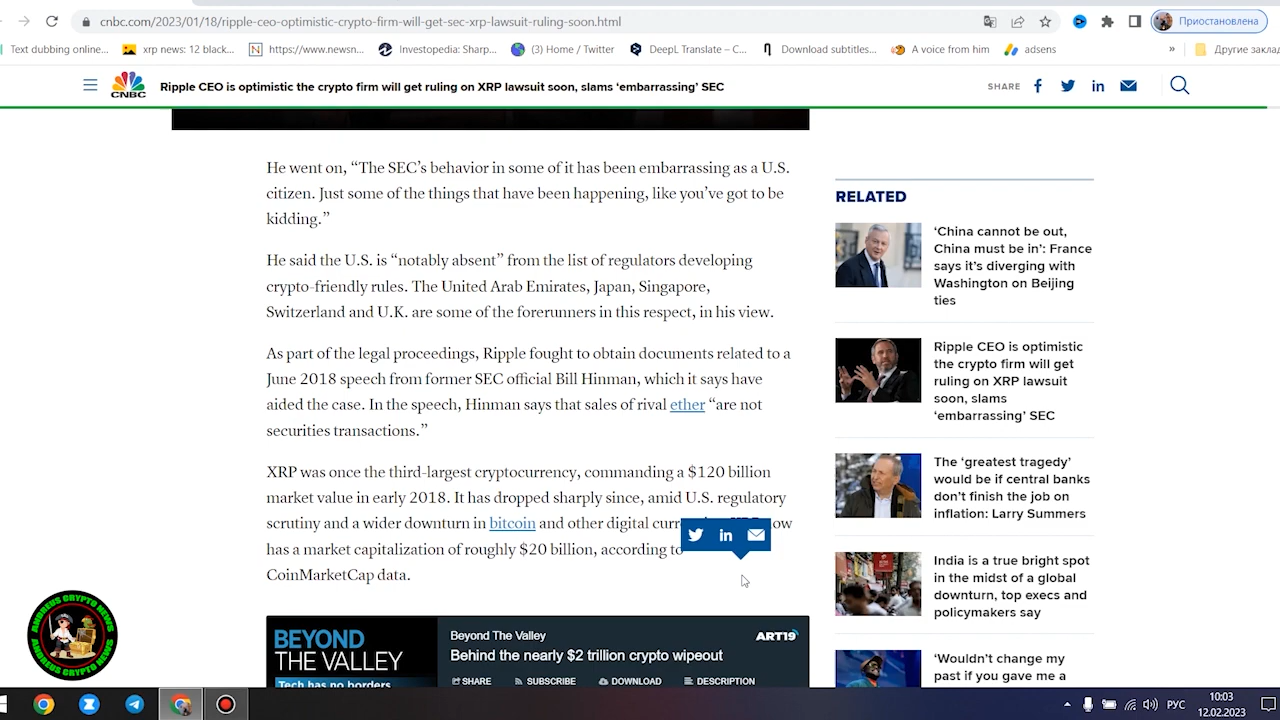 cnbc.com/2023/01/18/ripple-ceo-optimistic-crypto-firm-will-get-sec-xrp-lawsuit-ruling-soon.html
Приостановлена
Text dubbing online...
xrp news: 12 black...
https://www.newsn...
Investopedia: Sharp...
(3) Home / Twitter
DeepL Translate – C...
Download subtitles...
A voice from him
adsens
»
Другие закла
CNBC
Ripple CEO is optimistic the crypto firm will get ruling on XRP lawsuit soon, slams ‘embarrassing’ SEC
SHARE
He went on, “The SEC’s behavior in some of it has been embarrassing as a U.S.
citizen. Just some of the things that have been happening, like you’ve got to be
kidding.”
He said the U.S. is “notably absent” from the list of regulators developing
crypto-friendly rules. The United Arab Emirates, Japan, Singapore,
Switzerland and U.K. are some of the forerunners in this respect, in his view.
As part of the legal proceedings, Ripple fought to obtain documents related to a
June 2018 speech from former SEC official Bill Hinman, which it says have
aided the case. In the speech, Hinman says that sales of rival ether “are not
securities transactions.”
XRP was once the third-largest cryptocurrency, commanding a $120 billion
market value in early 2018. It has dropped sharply since, amid U.S. regulatory
scrutiny and a wider downturn in bitcoin and other digital
has a market capitalization of roughly $20 billion, according to
CoinMarketCap data.
RELATED
‘China cannot be out,
China must be in’: France
says it’s diverging with
Washington on Beijing
ties
Ripple CEO is optimistic
the crypto firm will get
ruling on XRP lawsuit
soon, slams
‘embarrassing’ SEC
The ‘greatest tragedy’
would be if central banks
don’t finish the job on
inflation: Larry Summers
India is a true bright spot
in the midst of a global
downturn, top execs and
policymakers say
‘Wouldn’t change my
past if you gave me a
ANDREUS CRYPTO NEWS
ANDREUS CRYPTO NEWS
BEYOND
THE VALLEY
Tech has no borders
Beyond The Valley
Behind the nearly $2 trillion crypto wipeout
ART19
SHARE
SUBSCRIBE
DOWNLOAD
DESCRIPTION
РУС
10:03
12.02.2023